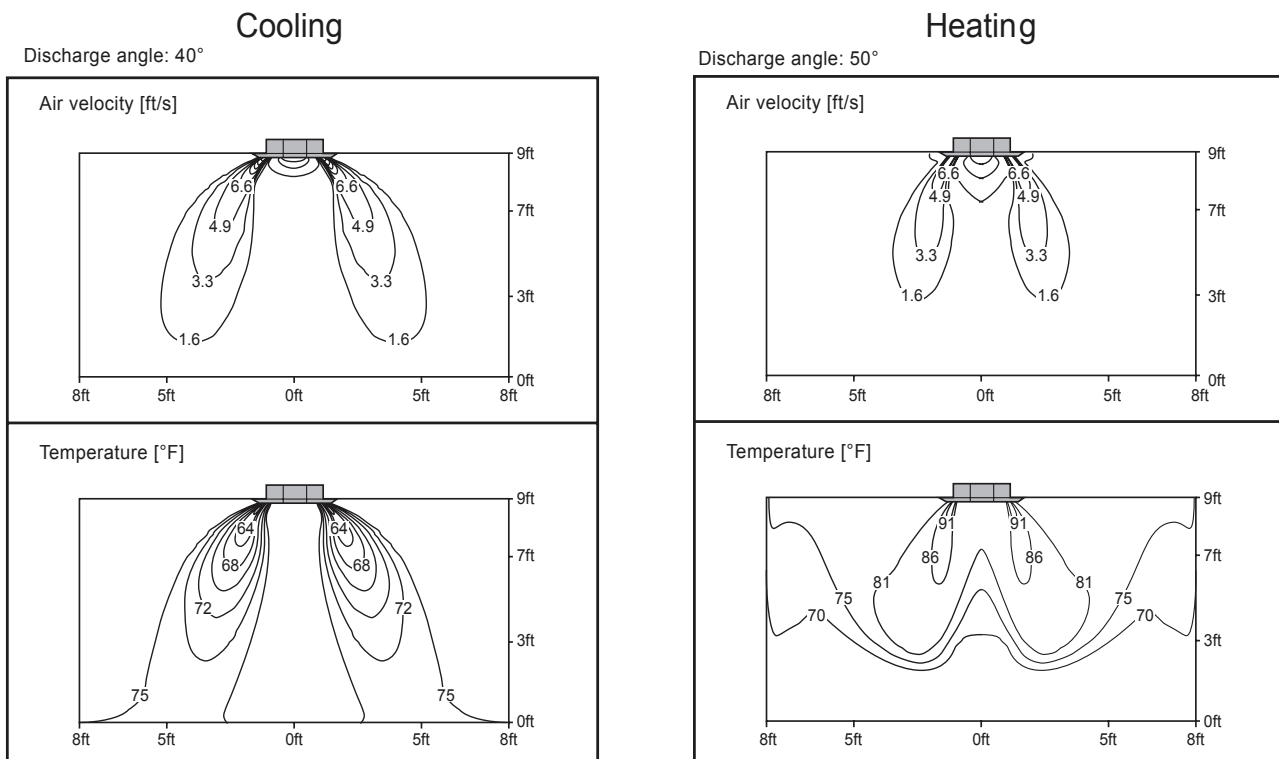 Cooling
Discharge angle: 40°
Air velocity [ft/s]
9ft
6.6 6.6
7ft
4.9 4.9
3.3 3.3
3ft
1.6 1.6
0ft
8ft 5ft 0ft 5ft 8ft
Temperature [°F]
9ft
64 64
7ft
68 68
72 72
3ft
75 75
0ft
8ft 5ft 0ft 5ft 8ft
Heating
Discharge angle: 50°
Air velocity [ft/s]
9ft
6.6 6.6
4.9 4.9
7ft
3.3 3.3
1.6 1.6
3ft
0ft
8ft 5ft 0ft 5ft 8ft
Temperature [°F]
9ft
91 91
86 86
7ft
81 81
75 75
70 70
3ft
0ft
8ft 5ft 0ft 5ft 8ft